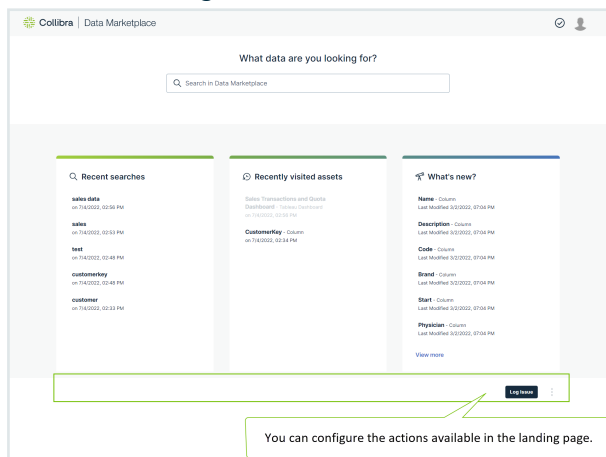 Collibra | Data Marketplace
What data are you looking for?
Search in Data Marketplace
Recent searches
sales data
on 7/4/2022, 02:56 PM
sales
on 7/4/2022, 02:53 PM
test
on 7/4/2022, 02:48 PM
customerkey
on 7/4/2022, 02:46 PM
customer
on 7/4/2022, 02:33 PM
Recently visited assets
Sales Transactions and Quota
Dashboard - Tableau Dashboard
on 7/4/2022, 02:56 PM
CustomerKey - Column
on 7/4/2022, 02:34 PM
What's new?
Name - Column
Last Modified 3/2/2022, 07:04 PM
Description - Column
Last Modified 3/2/2022, 07:04 PM
Code - Column
Last Modified 3/2/2022, 07:04 PM
Brand - Column
Last Modified 3/2/2022, 07:04 PM
Start - Column
Last Modified 3/2/2022, 07:04 PM
Physician - Column
Last Modified 3/2/2022, 07:04 PM
View more
Log Issue
You can configure the actions available in the landing page.